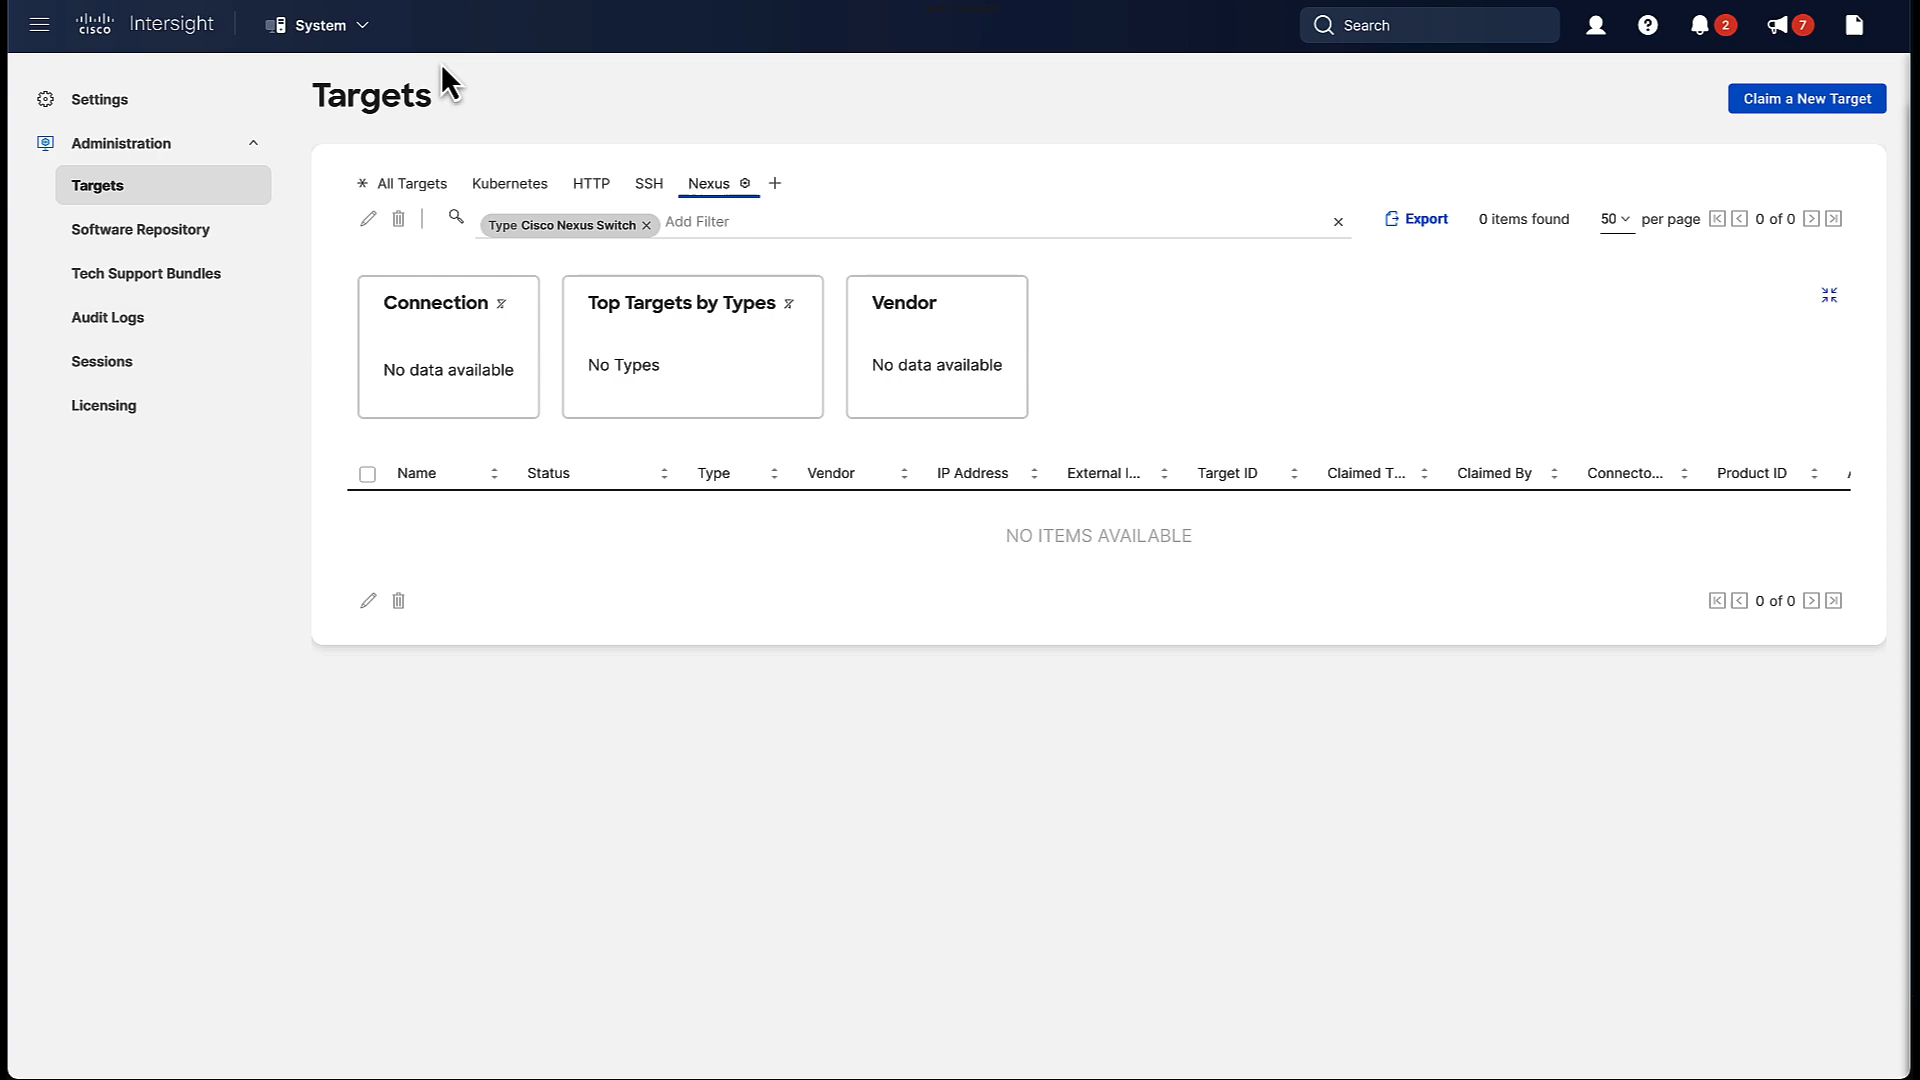 cisco Intersight System Search 2 7
Settings
Administration
Targets
Software Repository
Tech Support Bundles
Audit Logs
Sessions
Licensing
Targets
Claim a New Target
All Targets Kubernetes HTTP SSH Nexus
Type Cisco Nexus Switch Add Filter Export 0 items found 50 per page 0 of 0
Connection Top Targets by Types Vendor
No data available No Types No data available
Name Status Type Vendor IP Address External I... Target ID Claimed T... Claimed By Connecto... Product ID
NO ITEMS AVAILABLE
0 of 0